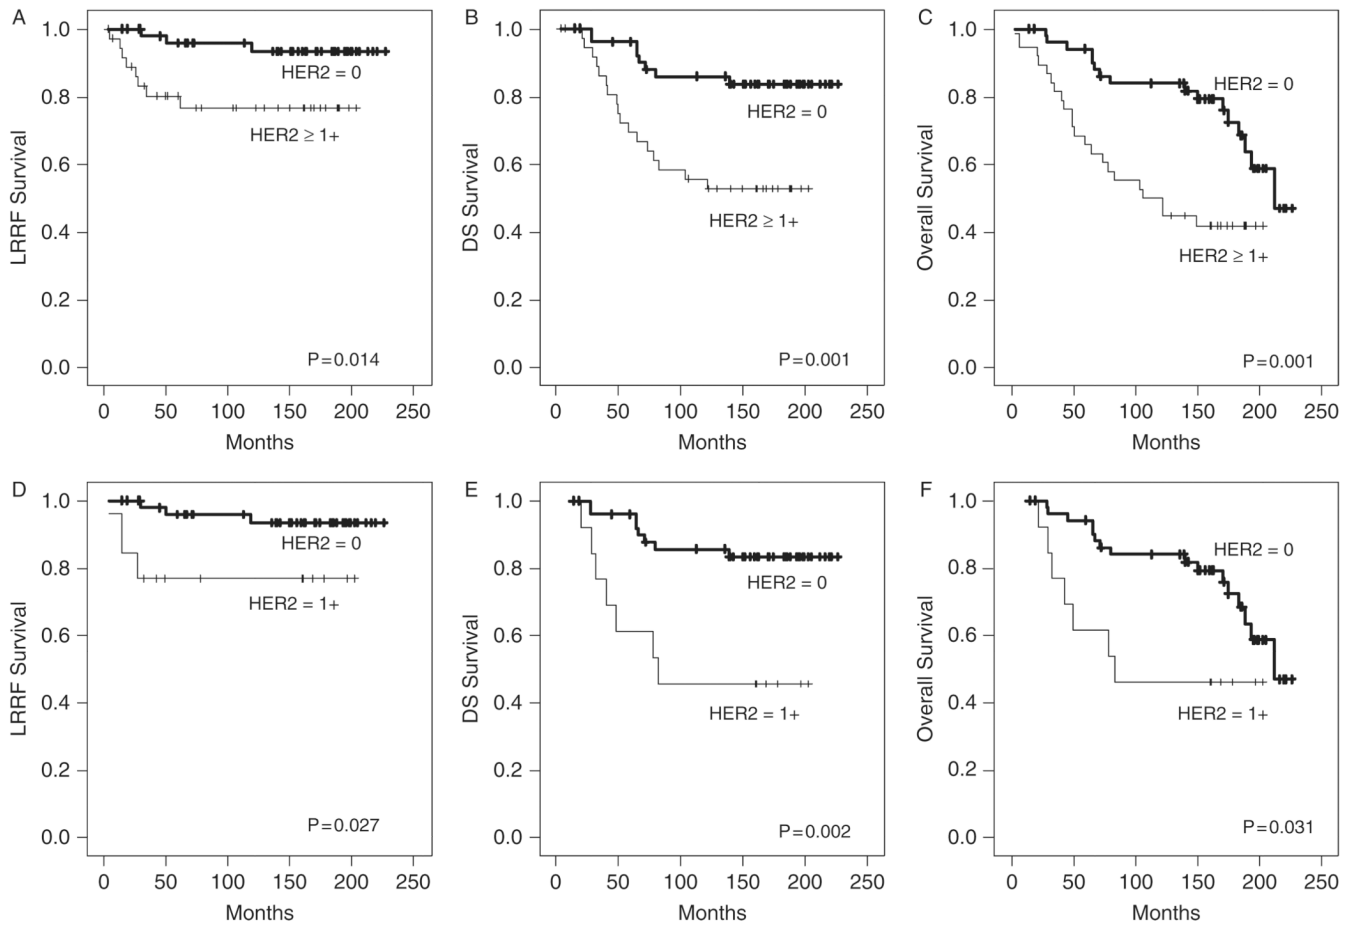 A
LRRF Survival
1.0
0.8
0.6
0.4
0.2
0.0
HER2 = 0
HER2 ≥ 1+
P=0.014
0 50 100 150 200 250
Months
B
DS Survival
1.0
0.8
0.6
0.4
0.2
0.0
HER2 = 0
HER2 ≥ 1+
P=0.001
0 50 100 150 200 250
Months
C
Overall Survival
1.0
0.8
0.6
0.4
0.2
0.0
HER2 = 0
HER2 ≥ 1+
P=0.001
0 50 100 150 200 250
Months
D
LRRF Survival
1.0
0.8
0.6
0.4
0.2
0.0
HER2 = 0
HER2 = 1+
P=0.027
0 50 100 150 200 250
Months
E
DS Survival
1.0
0.8
0.6
0.4
0.2
0.0
HER2 = 0
HER2 = 1+
P=0.002
0 50 100 150 200 250
Months
F
Overall Survival
1.0
0.8
0.6
0.4
0.2
0.0
HER2 = 0
HER2 = 1+
P=0.031
0 50 100 150 200 250
Months